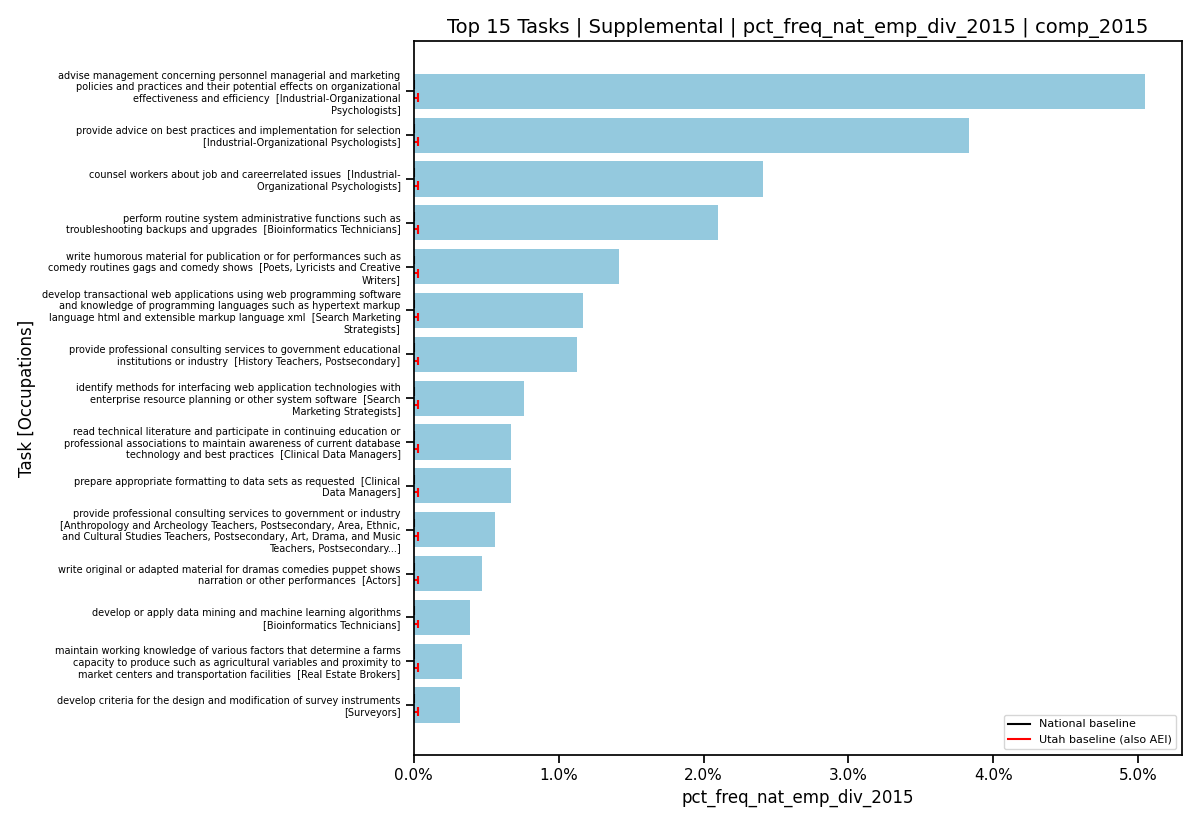 Top 15 Tasks | Supplemental | pct_freq_nat_emp_div_2015 | comp_2015
advise management concerning personnel managerial and marketing
policies and practices and their potential effects on organizational
effectiveness and efficiency [Industrial-Organizational
Psychologists]
provide advice on best practices and implementation for selection
[Industrial-Organizational Psychologists]
counsel workers about job and careerrelated issues [Industrial-
Organizational Psychologists]
perform routine system administrative functions such as
troubleshooting backups and upgrades [Bioinformatics Technicians]
write humorous material for publication or for performances such as
comedy routines gags and comedy shows [Poets, Lyricists and Creative
Writers]
develop transactional web applications using web programming software
and knowledge of programming languages such as hypertext markup
language html and extensible markup language xml [Search Marketing
Strategists]
provide professional consulting services to government educational
institutions or industry [History Teachers, Postsecondary]
identify methods for interfacing web application technologies with
enterprise resource planning or other system software [Search
Marketing Strategists]
read technical literature and participate in continuing education or
professional associations to maintain awareness of current database
technology and best practices [Clinical Data Managers]
prepare appropriate formatting to data sets as requested [Clinical
Data Managers]
provide professional consulting services to government or industry
[Anthropology and Archeology Teachers, Postsecondary, Area, Ethnic,
and Cultural Studies Teachers, Postsecondary, Art, Drama, and Music
Teachers, Postsecondary...]
write original or adapted material for dramas comedies puppet shows
narration or other performances [Actors]
develop or apply data mining and machine learning algorithms
[Bioinformatics Technicians]
maintain working knowledge of various factors that determine a farms
capacity to produce such as agricultural variables and proximity to
market centers and transportation facilities [Real Estate Brokers]
develop criteria for the design and modification of survey instruments
[Surveyors]
Task [Occupations]
National baseline
Utah baseline (also AEI)
0.0% 1.0% 2.0% 3.0% 4.0% 5.0%
pct_freq_nat_emp_div_2015